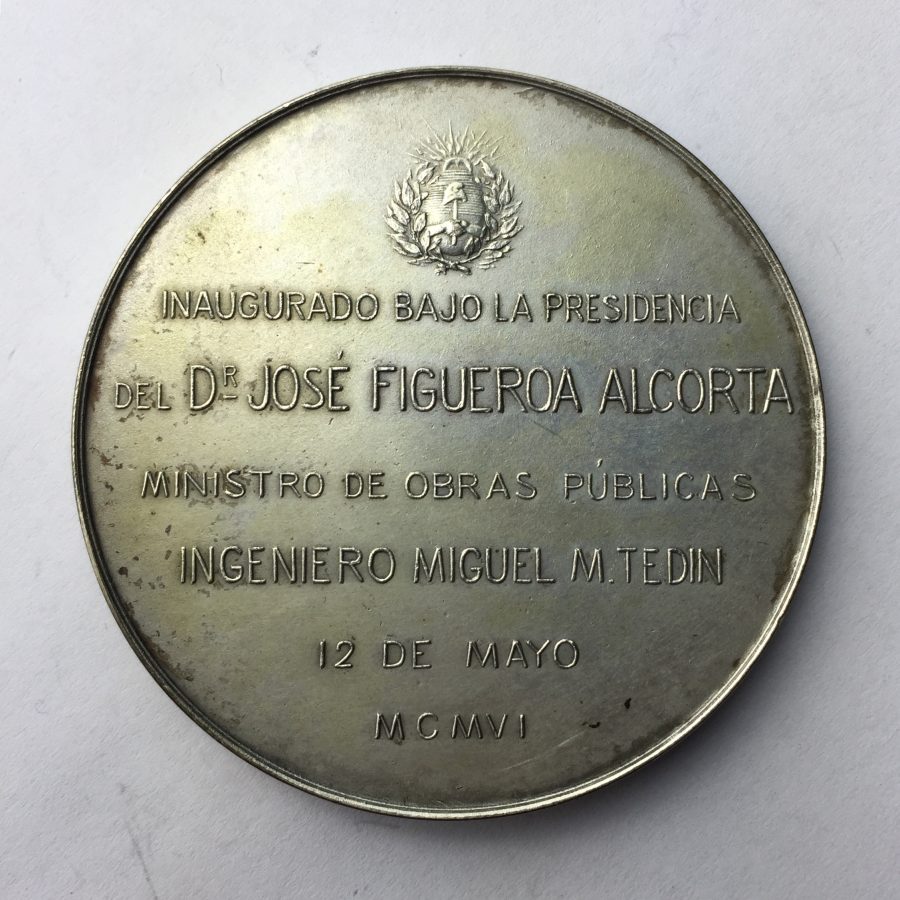 INAUGURADO BAJO LA PRESIDENCIA
DEL DR JOSÉ FIGUEROA ALCORTA
MINISTRO DE OBRAS PÚBLICAS
INGENIERO MIGUEL M. TEDIN
12 DE MAYO
MCMVI